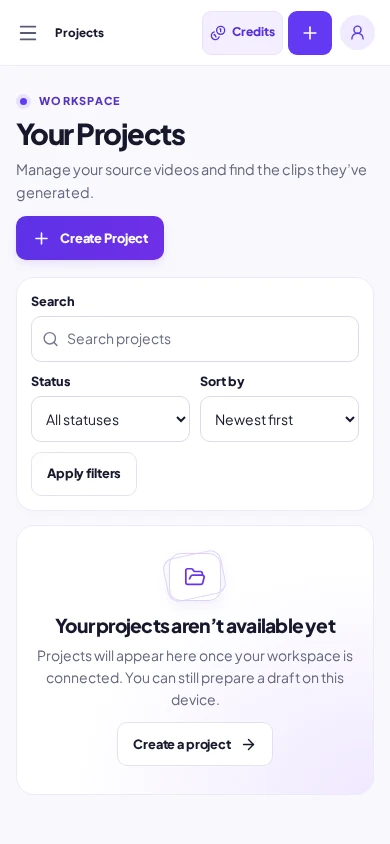 Projects
Credits
WORKSPACE
Your Projects
Manage your source videos and find the clips they've
generated.
Create Project
Search
Search projects
Status
Sort by
All statuses
Newest first
Apply filters
Your projects aren't available yet
Projects will appear here once your workspace is
connected. You can still prepare a draft on this
device.
Create a project